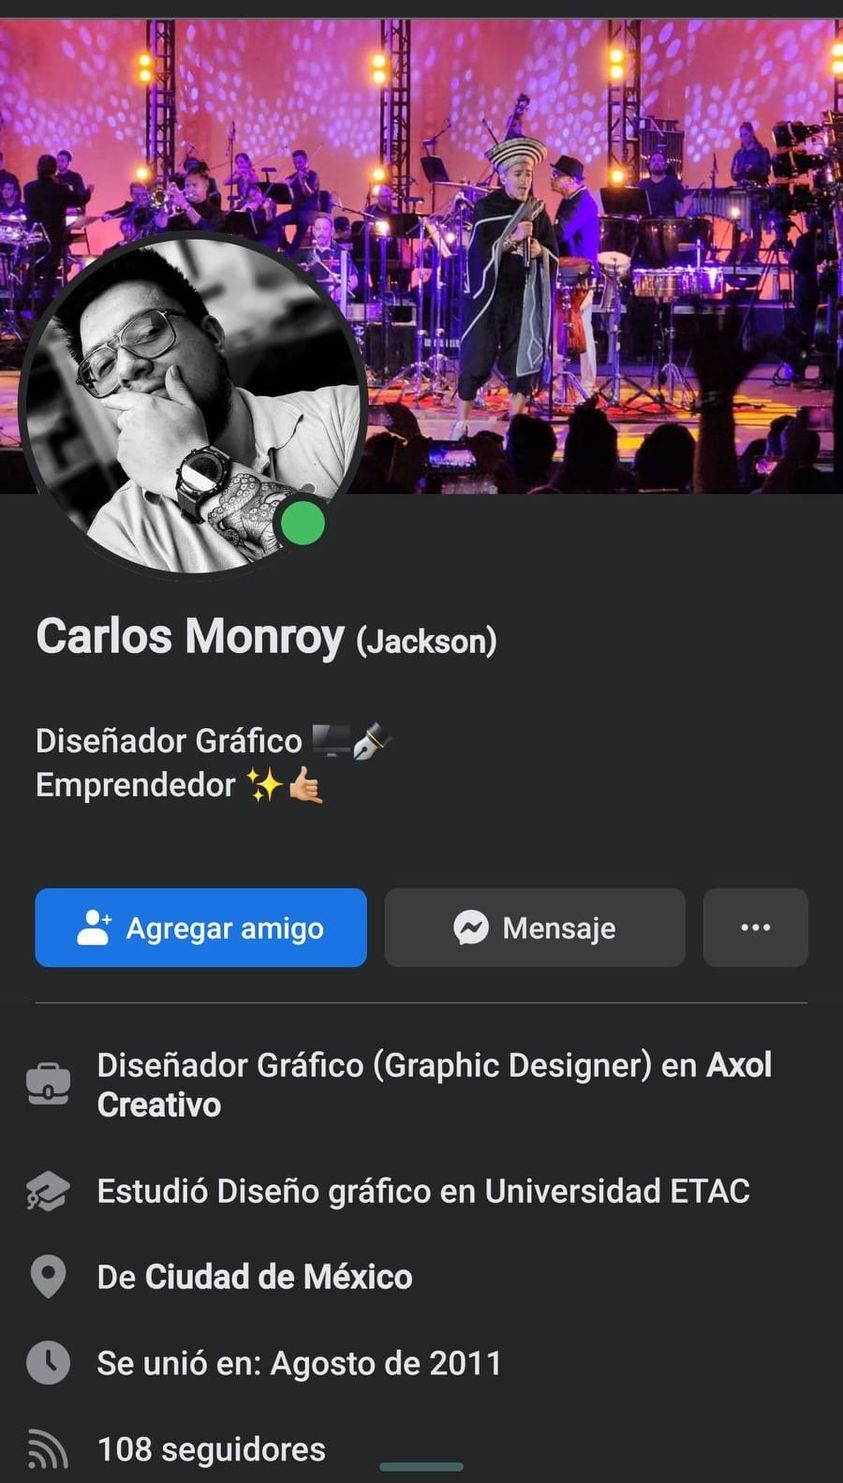 Carlos Monroy (Jackson)
Diseñador Gráfico 🖥️✒️
Emprendedor ✨🤙🏼
Agregar amigo
Mensaje
Diseñador Gráfico (Graphic Designer) en Axol
Creativo
Estudió Diseño gráfico en Universidad ETAC
De Ciudad de México
Se unió en: Agosto de 2011
108 seguidores